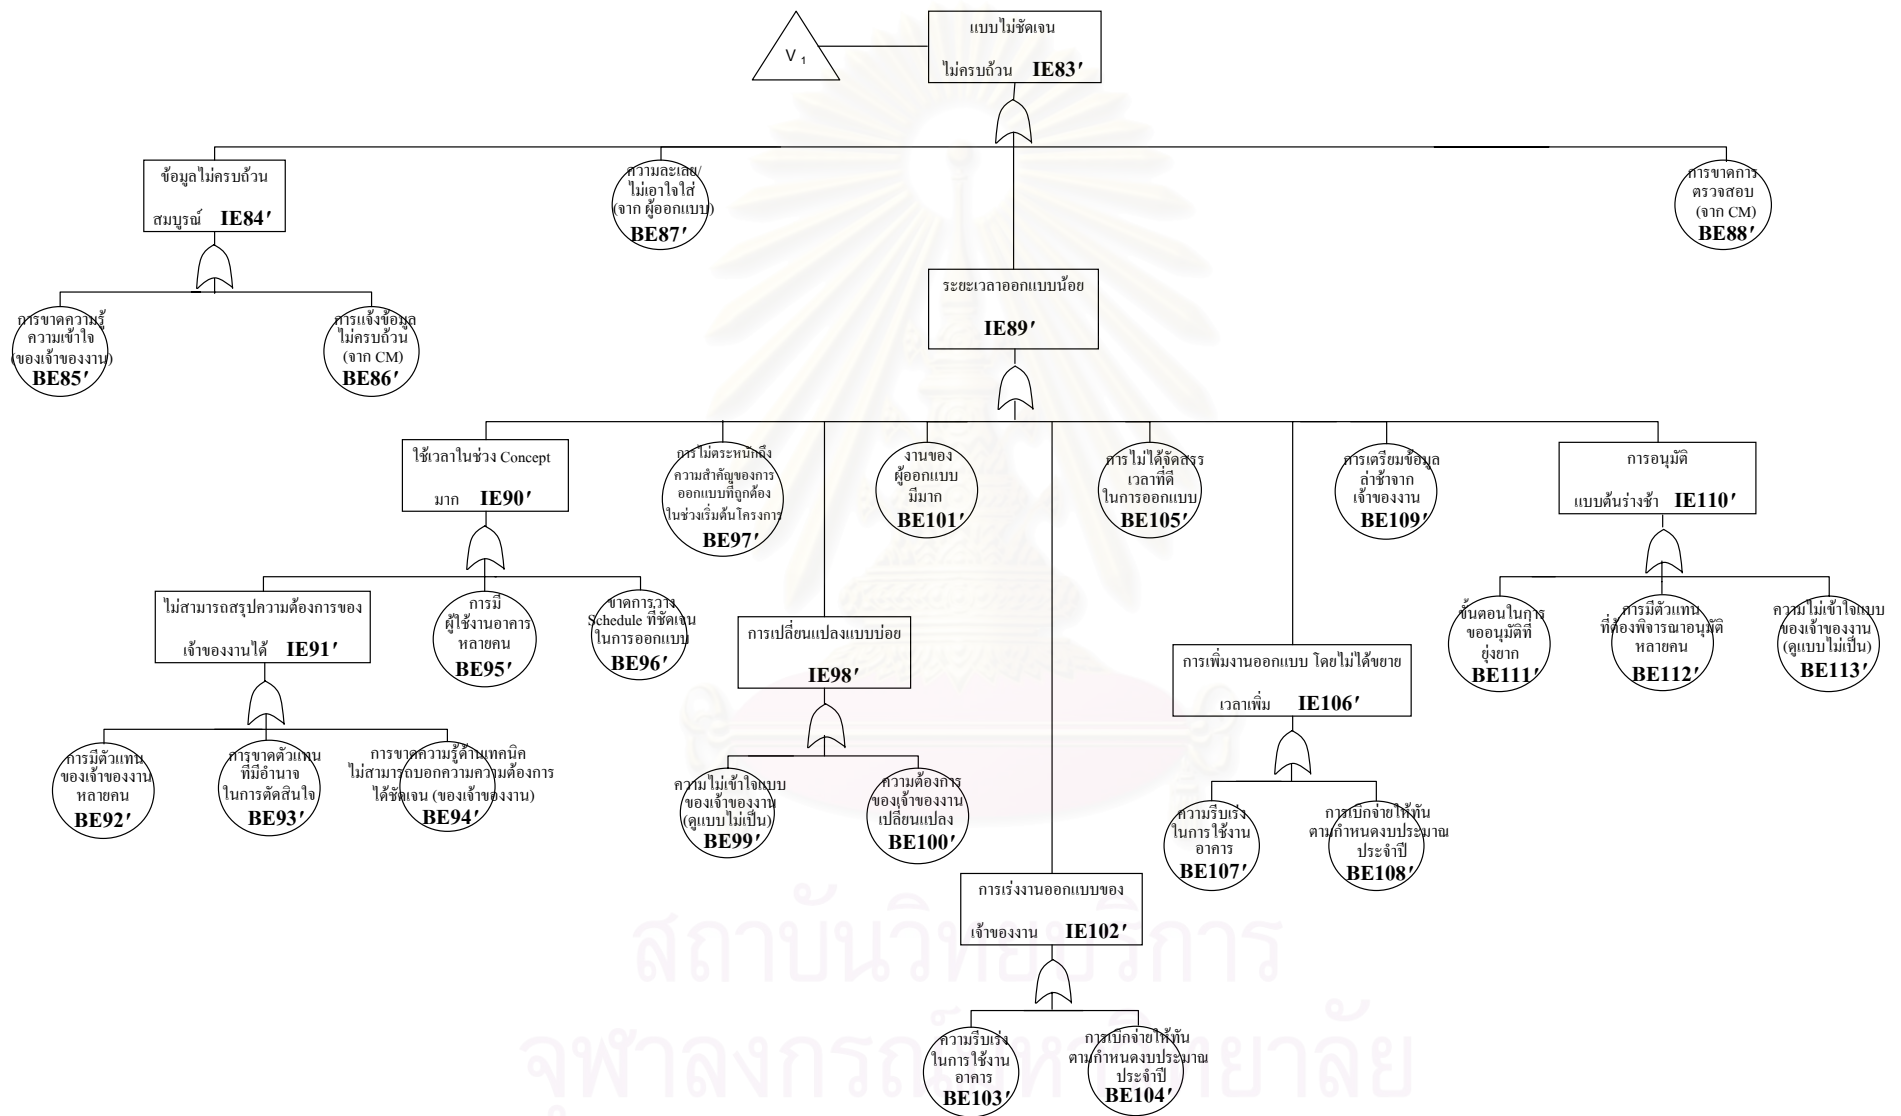 V 1
แบบไม่ชัดเจน
ไม่ครบถ้วน IE83′
ข้อมูลไม่ครบถ้วน
สมบูรณ์ IE84′
ความละเลย/
ไม่เอาใจใส่
(จาก ผู้ออกแบบ)
BE87′
การขาดการ
ตรวจสอบ
(จาก CM)
BE88′
การขาดความรู้
ความเข้าใจ
(ของเจ้าของงาน)
BE85′
การแจ้งข้อมูล
ไม่ครบถ้วน
(จาก CM)
BE86′
ระยะเวลาออกแบบน้อย
IE89′
ใช้เวลาในช่วง Concept
มาก IE90′
การไม่ตระหนักถึง
ความสำคัญของการ
ออกแบบที่ถูกต้อง
ในช่วงเริ่มต้นโครงการ
BE97′
งานของ
ผู้ออกแบบ
มีมาก
BE101′
การไม่ได้จัดสรร
เวลาที่ดี
ในการออกแบบ
BE105′
การเตรียมข้อมูล
ล่าช้าจาก
เจ้าของงาน
BE109′
การอนุมัติ
แบบต้นร่างช้า IE110′
ไม่สามารถสรุปความต้องการของ
เจ้าของงานได้ IE91′
การมี
ผู้ใช้งานอาคาร
หลายคน
BE95′
ขาดการวาง
Schedule ที่ชัดเจน
ในการออกแบบ
BE96′
การเปลี่ยนแปลงแบบบ่อย
IE98′
การเพิ่มงานออกแบบ โดยไม่ได้ขยาย
เวลาเพิ่ม IE106′
ขั้นตอนในการ
ขออนุมัติที่
ยุ่งยาก
BE111′
การมีตัวแทน
ที่ต้องพิจารณาอนุมัติ
หลายคน
BE112′
ความไม่เข้าใจแบบ
ของเจ้าของงาน
(ดูแบบไม่เป็น)
BE113′
การมีตัวแทน
ของเจ้าของงาน
หลายคน
BE92′
การขาดตัวแทน
ที่มีอำนาจ
ในการตัดสินใจ
BE93′
การขาดความรู้ด้านเทคนิค
ไม่สามารถบอกความความต้องการ
ได้ชัดเจน (ของเจ้าของงาน)
BE94′
ความไม่เข้าใจแบบ
ของเจ้าของงาน
(ดูแบบไม่เป็น)
BE99′
ความต้องการ
ของเจ้าของงาน
เปลี่ยนแปลง
BE100′
ความรีบเร่ง
ในการใช้งาน
อาคาร
BE107′
การเบิกจ่ายให้ทัน
ตามกำหนดงบประมาณ
ประจำปี
BE108′
การเร่งงานออกแบบของ
เจ้าของงาน IE102′
ความรีบเร่ง
ในการใช้งาน
อาคาร
BE103′
การเบิกจ่ายให้ทัน
ตามกำหนดงบประมาณ
ประจำปี
BE104′
สถาบันวิทยบริการ
จุฬาลงกรณ์มหาวิทยาลัย